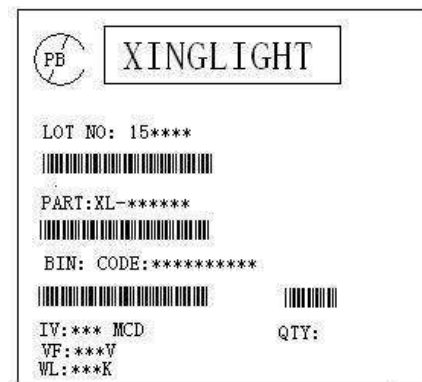 PB
XINGLIGHT
LOT NO: 15****
PART:XL-******
BIN: CODE:**********
IV:*** MCD QTY:
VF:***V
WL:***K